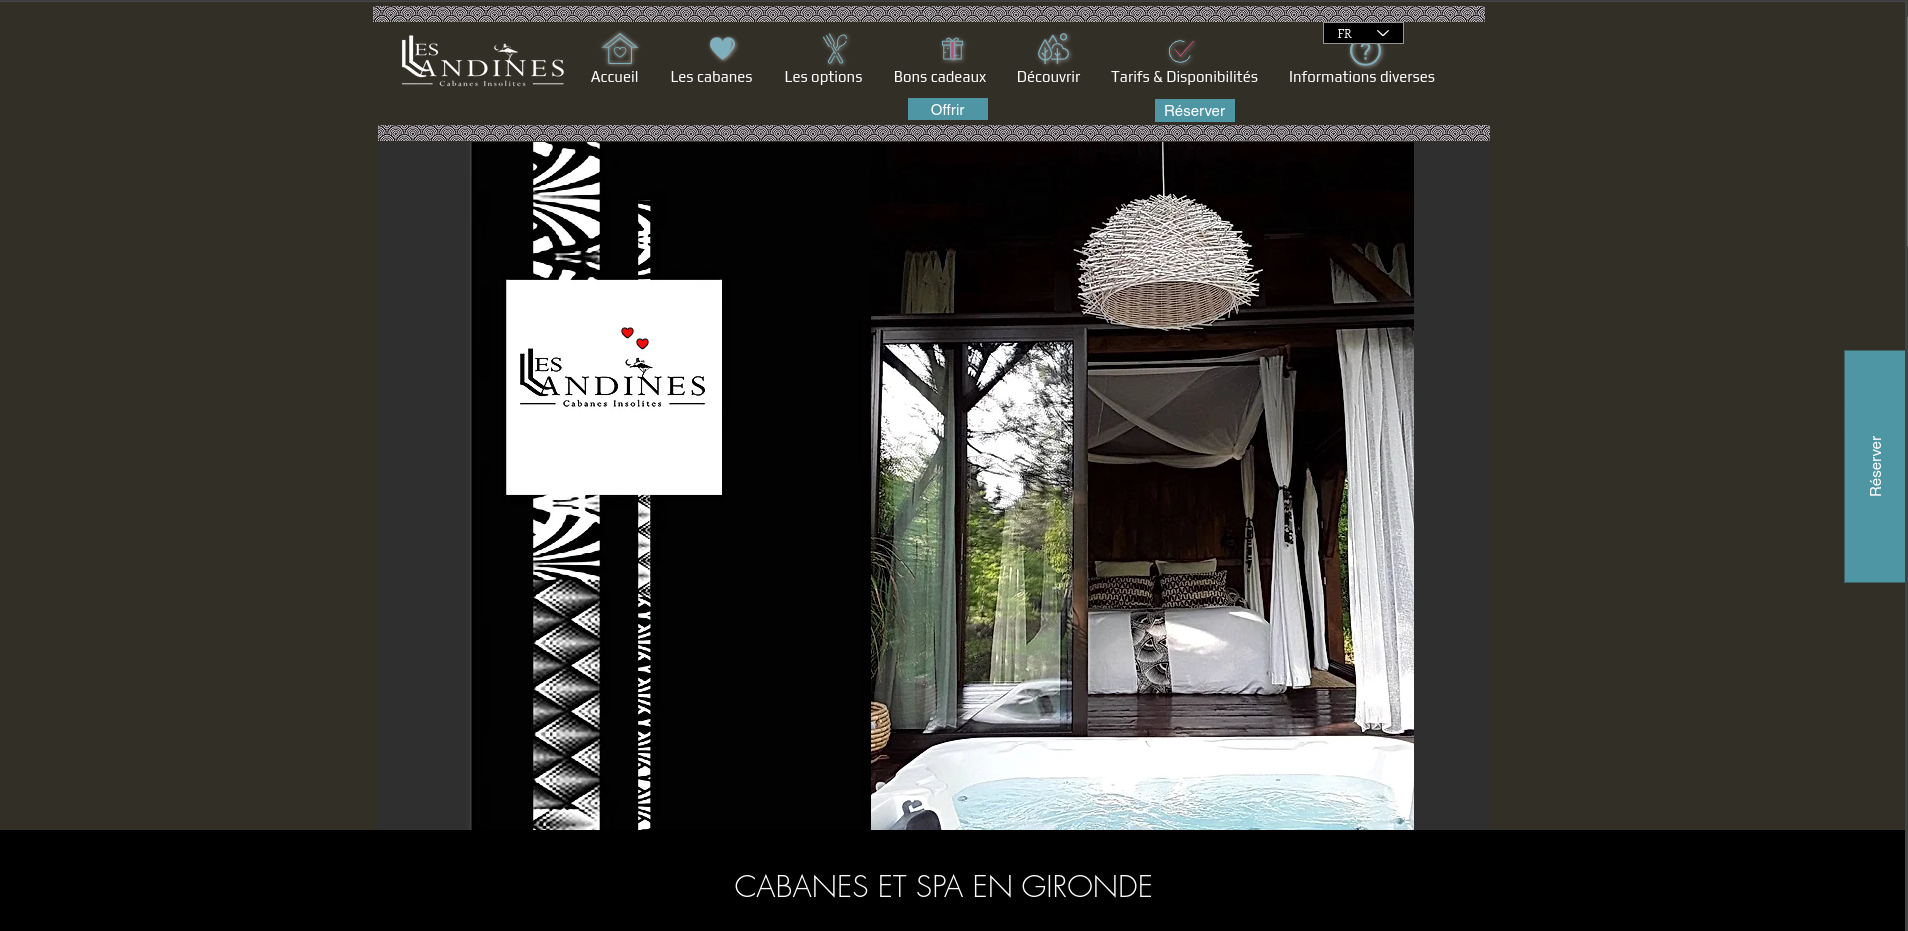 FR
LES LANDINES
Cabanes Insolites
Accueil
Les cabanes
Les options
Bons cadeaux
Découvrir
Tarifs & Disponibilités
Informations diverses
Offrir
Réserver
LES LANDINES
Cabanes Insolites
Réserver
CABANES ET SPA EN GIRONDE